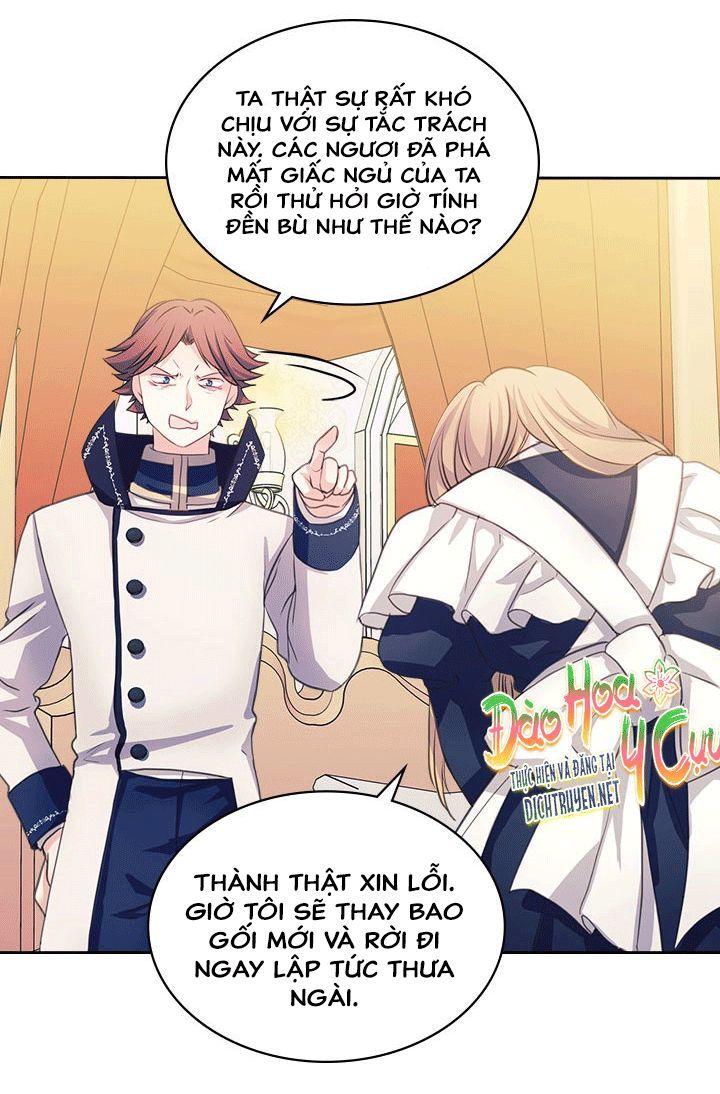 TA THẬT SỰ RẤT KHÓ
CHỊU VỚI SỰ TẮC TRÁCH
NÀY. CÁC NGƯƠI ĐÃ PHÁ
MẤT GIẤC NGỦ CỦA TA
RỒI THỬ HỎI GIỜ TÍNH
ĐỀN BÙ NHƯ THẾ NÀO?
Đào Hoa
Y Cựu
THỰC HIỆN VÀ ĐĂNG TẠI
DICHTRUYEN.NET
THÀNH THẬT XIN LỖI.
GIỜ TÔI SẼ THAY BAO
GỐI MỚI VÀ RỜI ĐI
NGAY LẬP TỨC THƯA
NGÀI.